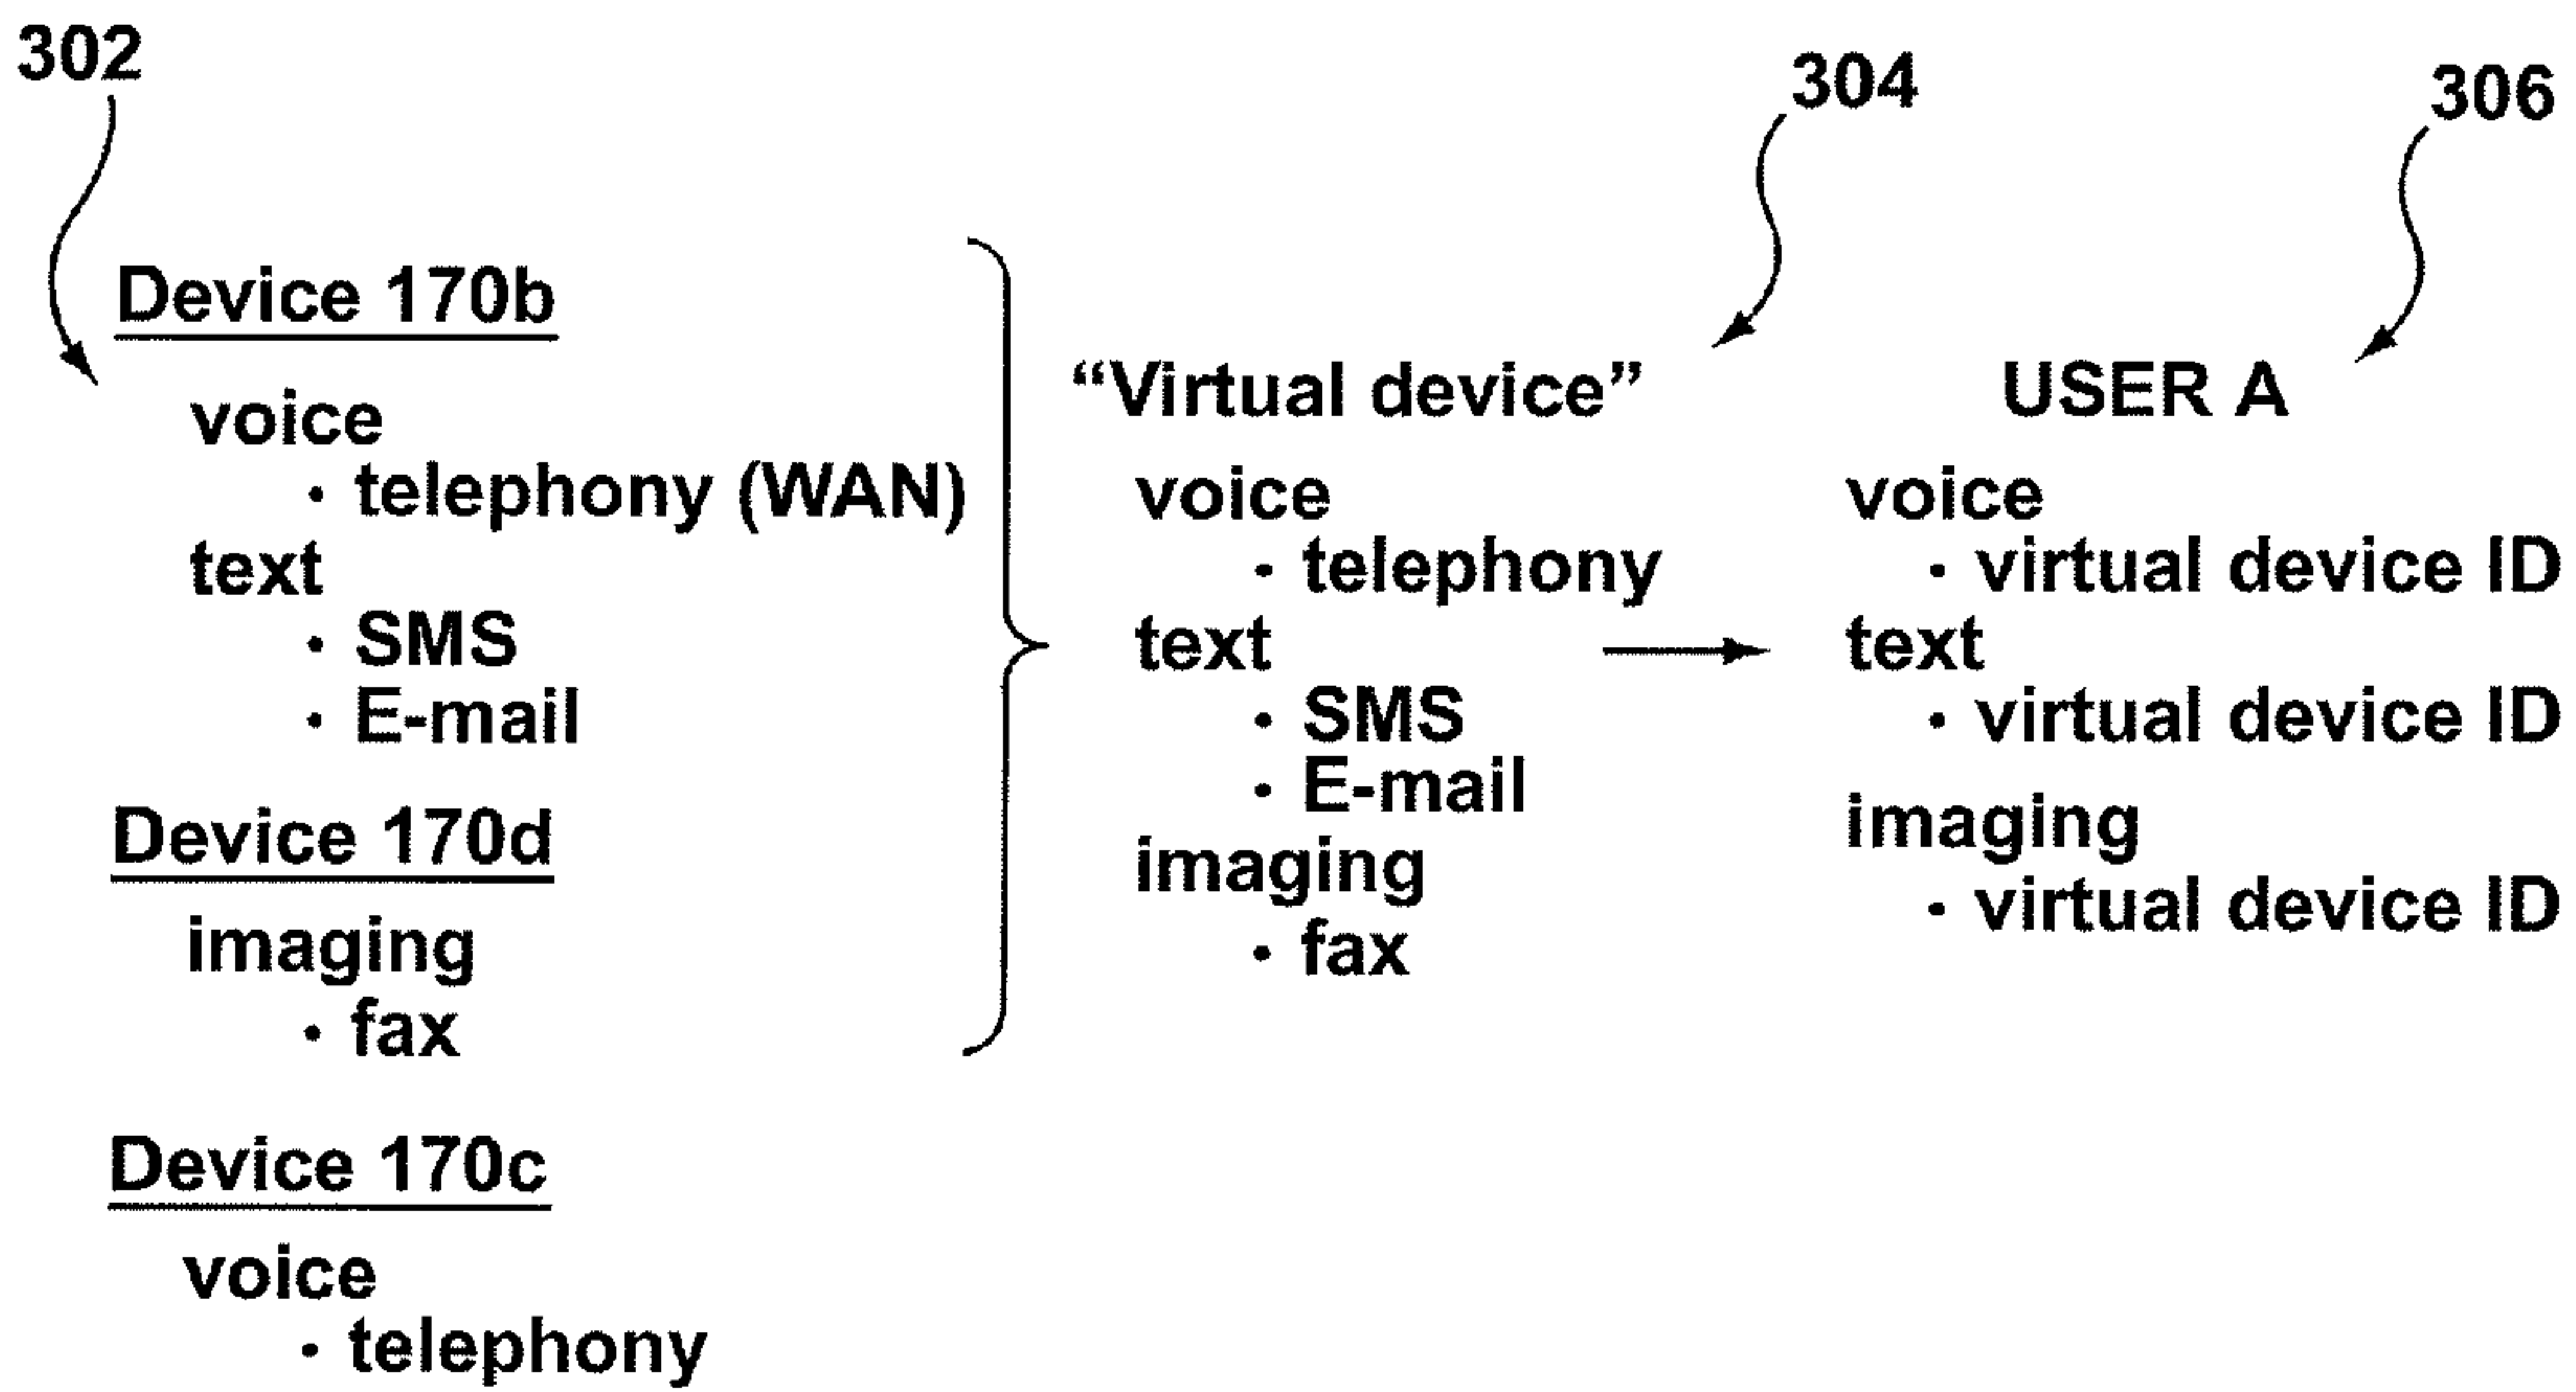 302
304
306
Device 170b
voice
· telephony (WAN)
text
· SMS
· E-mail
Device 170d
imaging
· fax
Device 170c
voice
· telephony
“Virtual device”
voice
· telephony
text
· SMS
· E-mail
imaging
· fax
USER A
voice
· virtual device ID
text
· virtual device ID
imaging
· virtual device ID